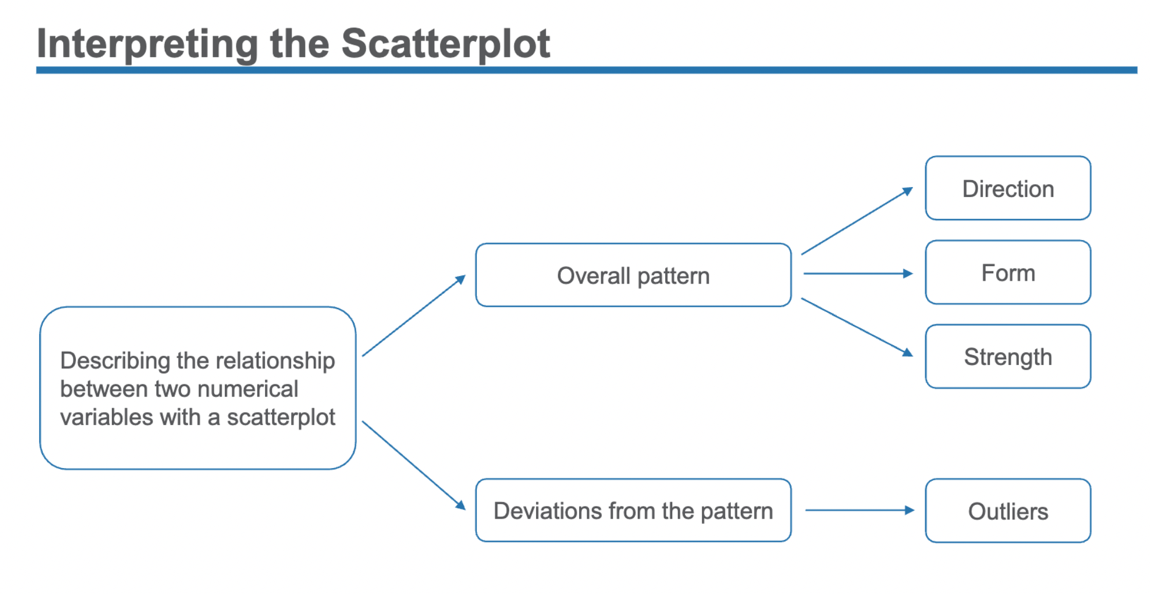 Interpreting the Scatterplot
Direction
Overall pattern
Form
Describing the relationship
between two numerical
variables with a scatterplot
Strength
Deviations from the pattern
Outliers